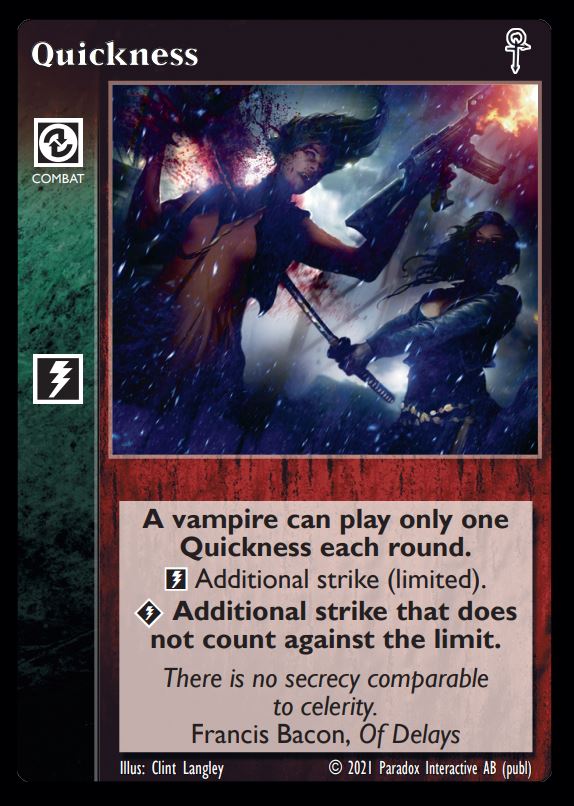 Quickness
COMBAT
A vampire can play only one
Quickness each round.
Additional strike (limited).
Additional strike that does
not count against the limit.
There is no secrecy comparable
to celerity.
Francis Bacon, Of Delays
Illus: Clint Langley © 2021 Paradox Interactive AB (publ)